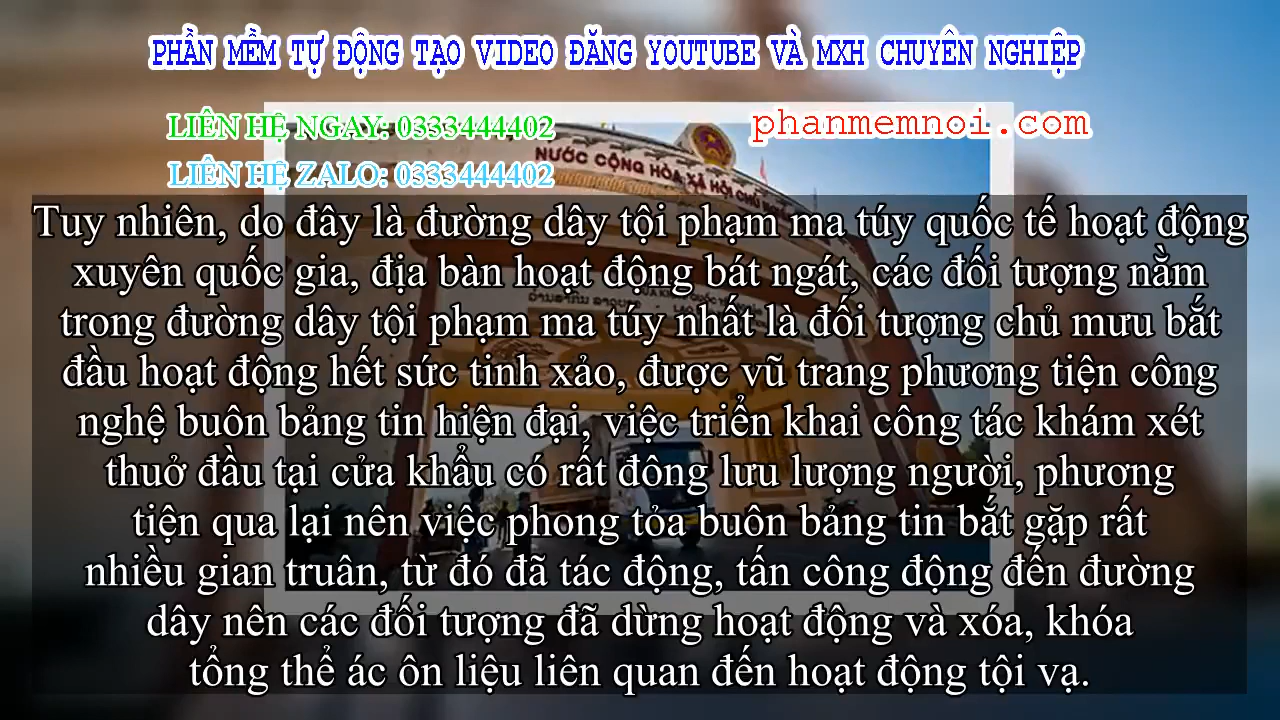 PHẦN MỀM TỰ ĐỘNG TẠO VIDEO ĐĂNG YOUTUBE VÀ MXH CHUYÊN NGHIỆP
LIÊN HỆ NGAY: 0333444402
phanmemnoi.com
LIÊN HỆ ZALO: 0333444402
NƯỚC CỘNG HÒA XÃ HỘI CHỦ
Tuy nhiên, do đây là đường dây tội phạm ma túy quốc tế hoạt động
xuyên quốc gia, địa bàn hoạt động bát ngát, các đối tượng nằm
trong đường dây tội phạm ma túy nhất là đối tượng chủ mưu bắt
đầu hoạt động hết sức tinh xảo, được vũ trang phương tiện công
nghệ buôn bảng tin hiện đại, việc triển khai công tác khám xét
thuở đầu tại cửa khẩu có rất đông lưu lượng người, phương
tiện qua lại nên việc phong tỏa buôn bảng tin bắt gặp rất
nhiều gian truân, từ đó đã tác động, tấn công động đến đường
dây nên các đối tượng đã dừng hoạt động và xóa, khóa
tổng thể ác ôn liệu liên quan đến hoạt động tội vạ.